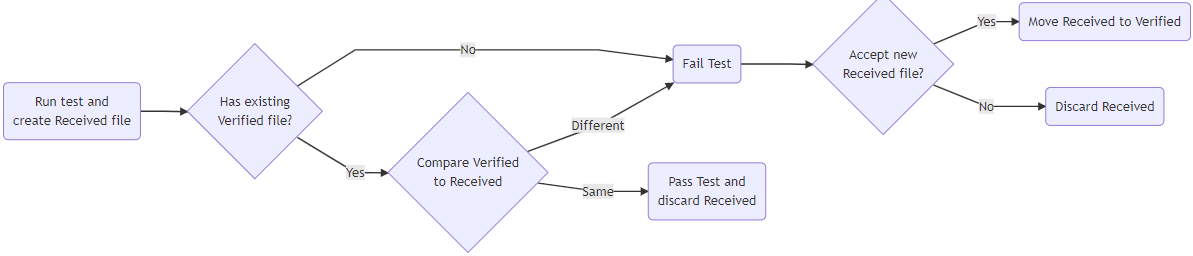 Run test and
create Received file
Has existing
Verified file?
No
Yes
Compare Verified
to Received
Different
Same
Fail Test
Pass Test and
discard Received
Accept new
Received file?
Yes
No
Move Received to Verified
Discard Received